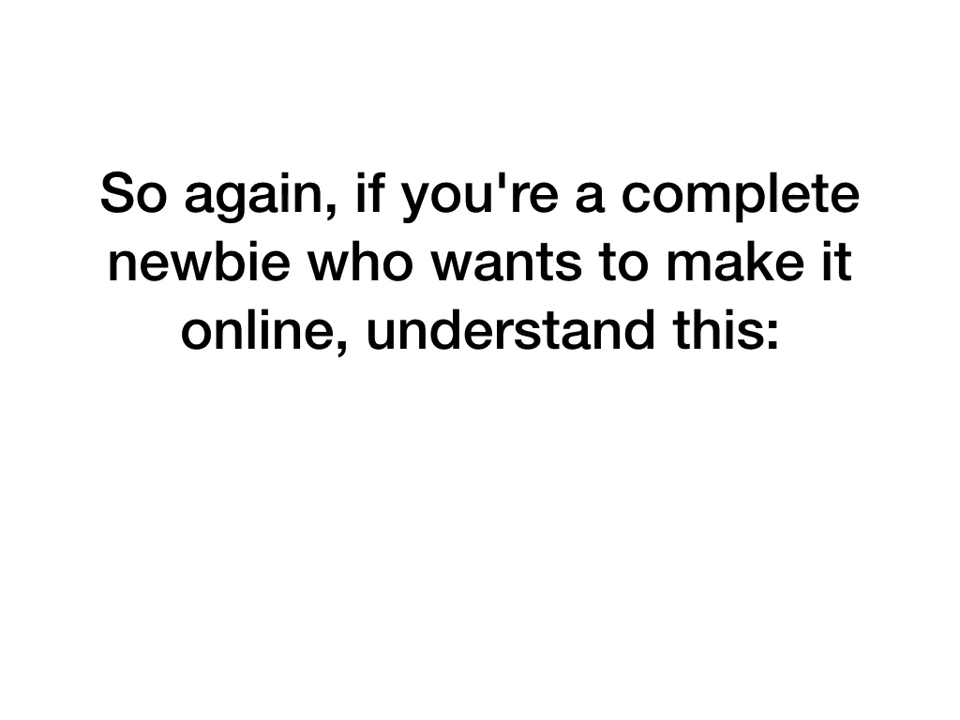 So again, if you're a complete
newbie who wants to make it
online, understand this: